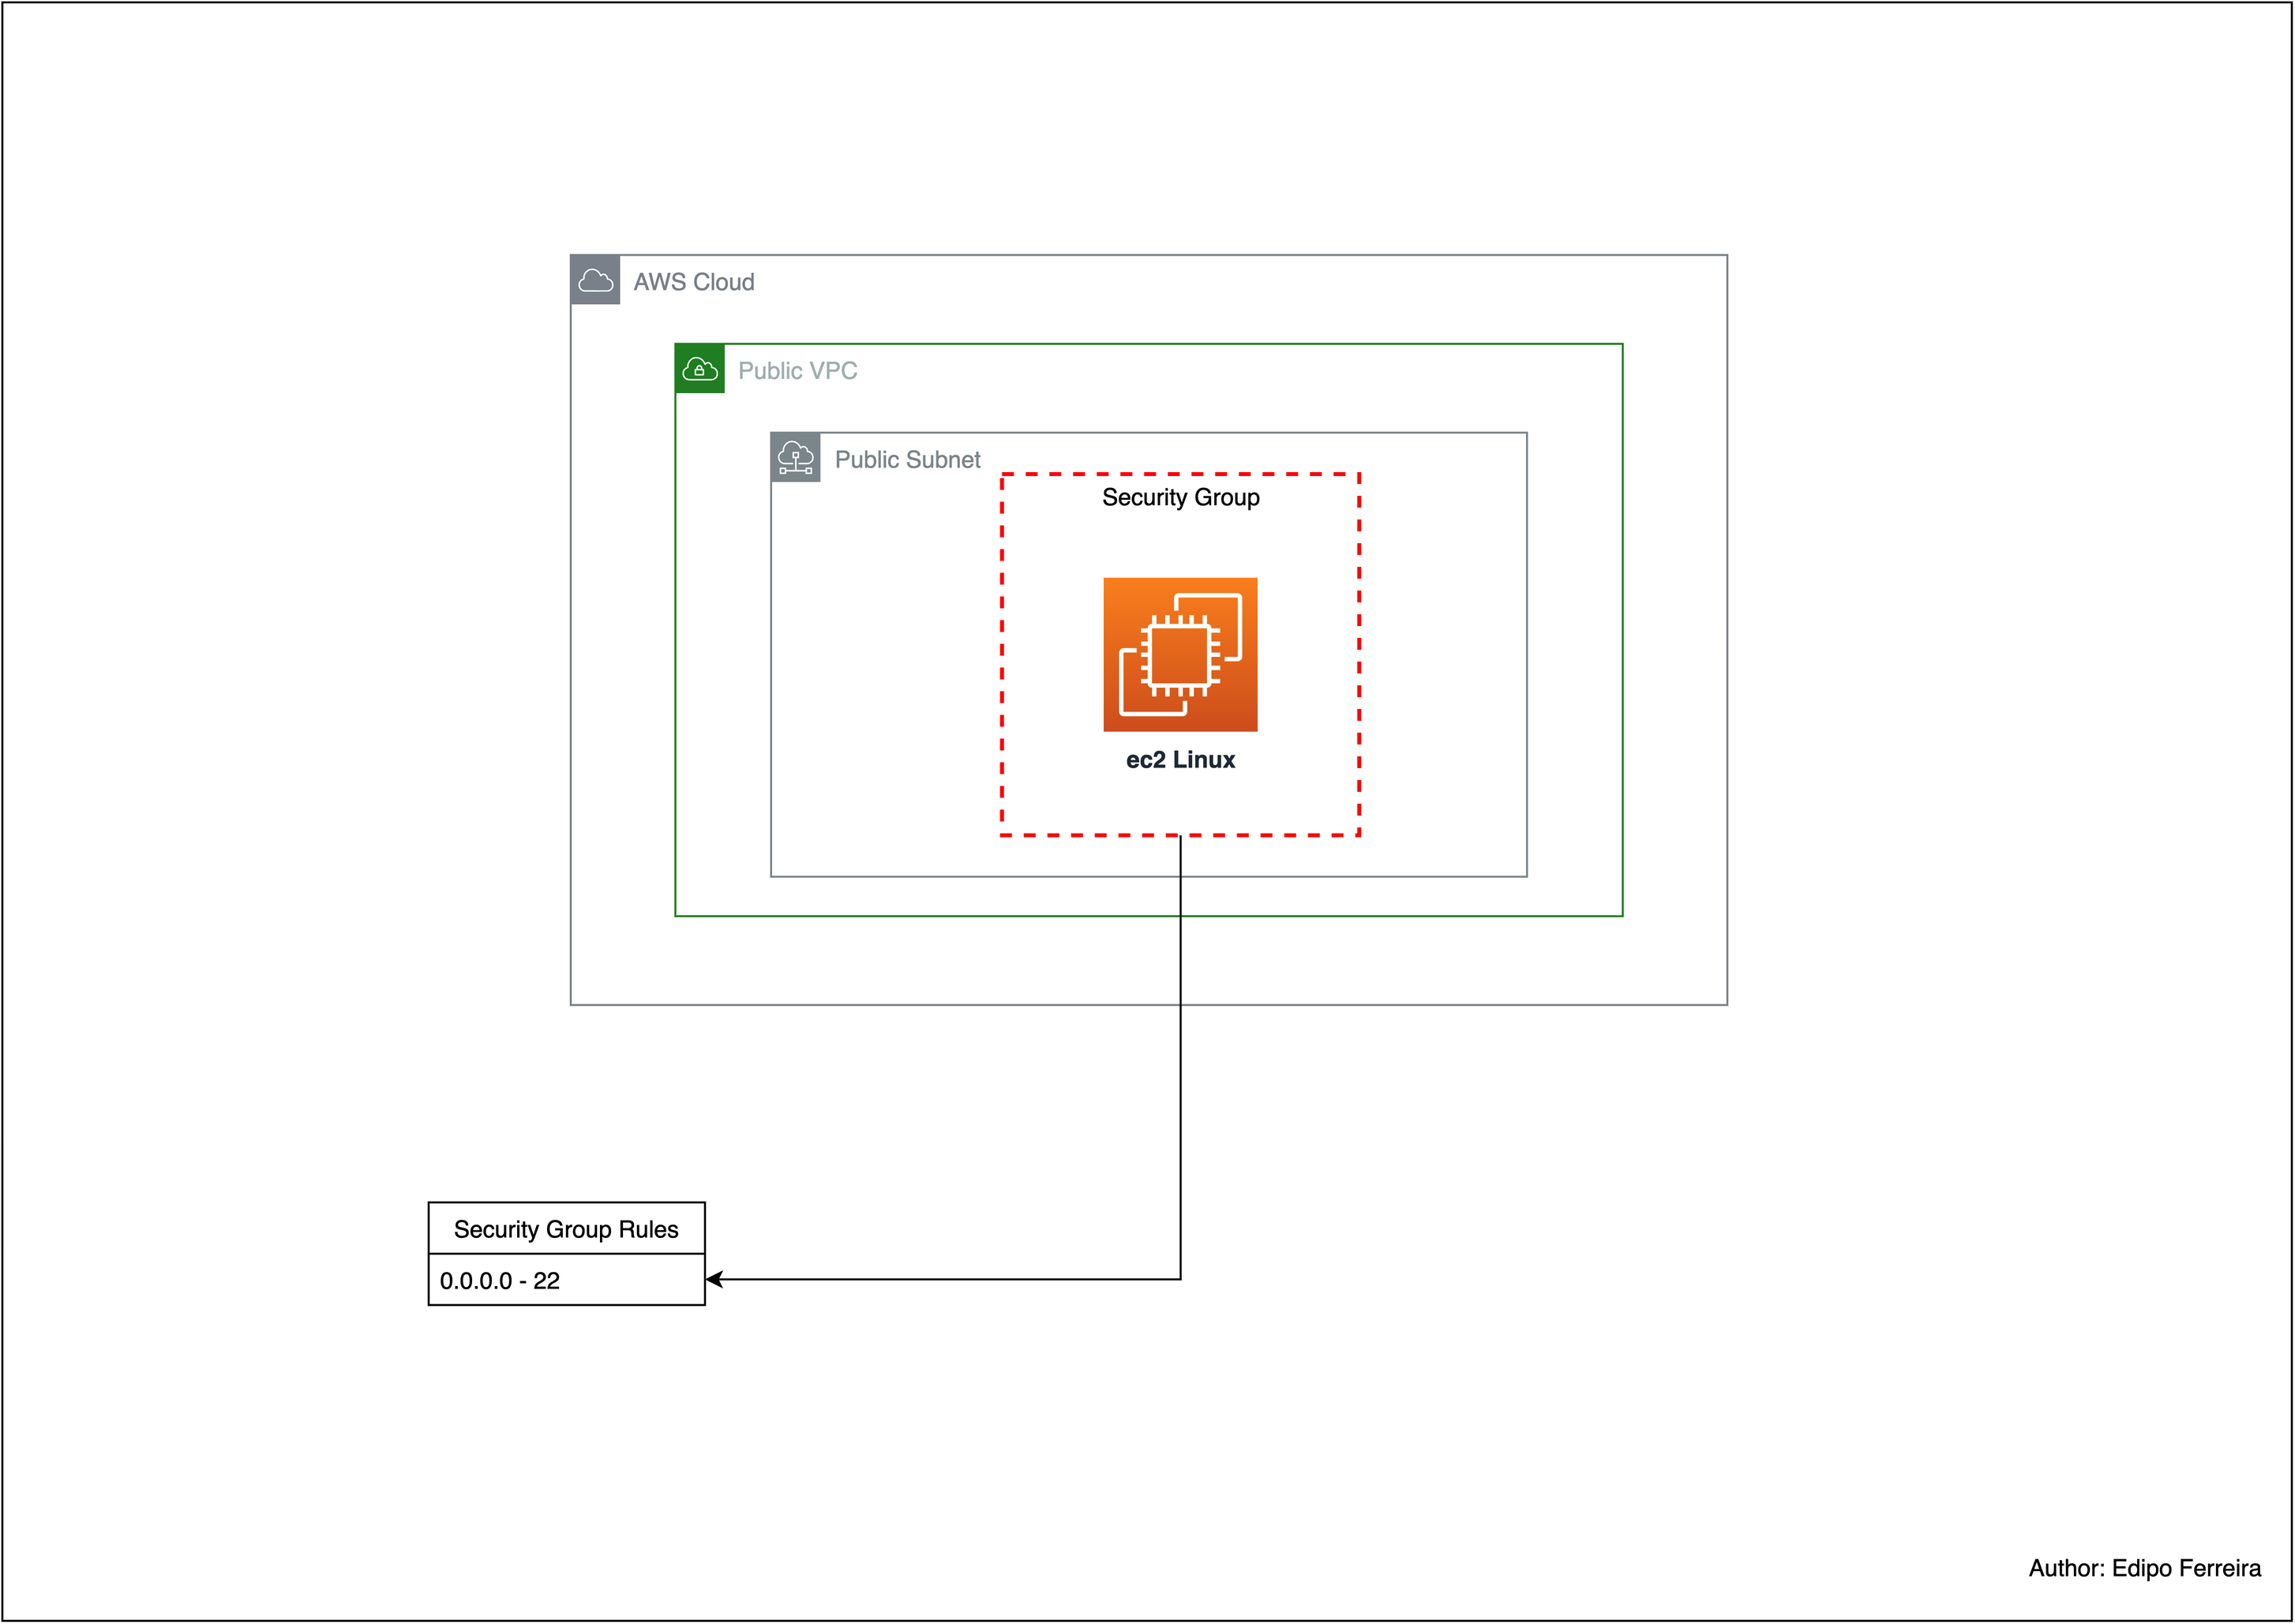 AWS Cloud
Public VPC
Public Subnet
Security Group
ec2 Linux
Security Group Rules
0.0.0.0 - 22
Author: Edipo Ferreira